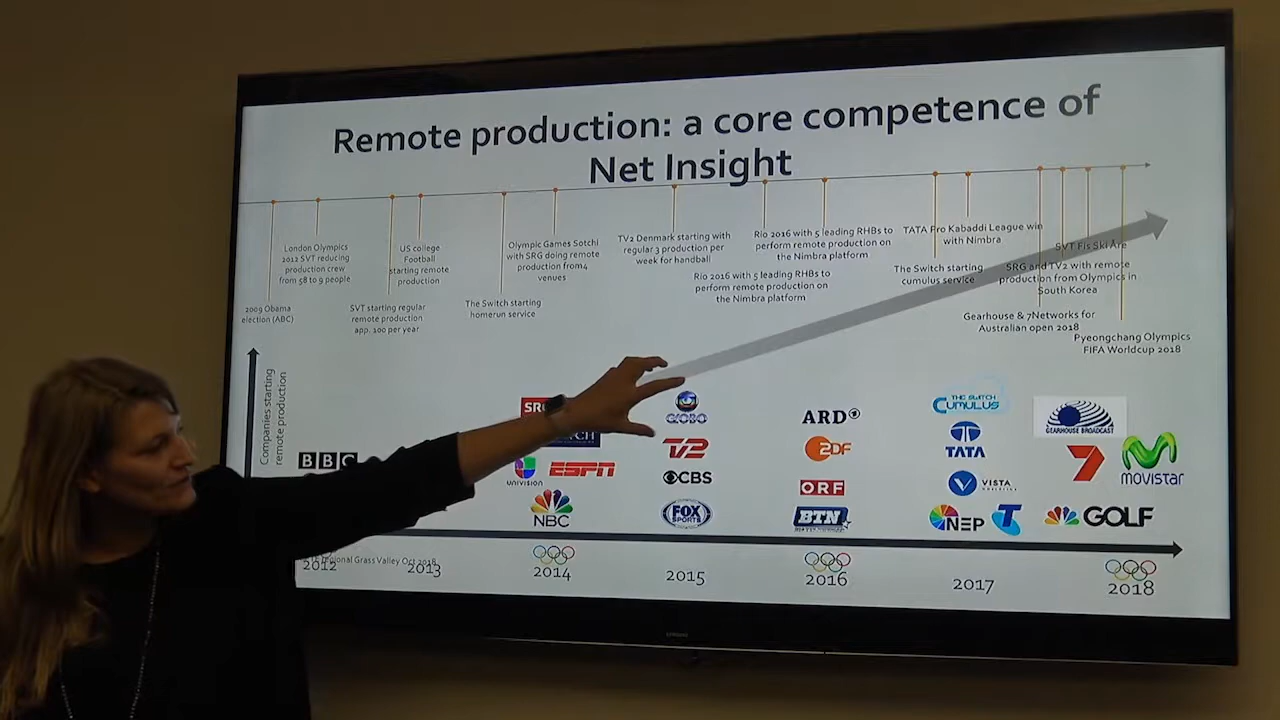 Remote production: a core competence of
Net Insight
London Olympics
2012 SVT reducing
production crew
from 58 to 9 people
2009 Obama
election (ABC)
US college
Football
starting remote
production
SVT starting regular
remote production
app. 100 per year
Olympic Games Sotchi
with SRG doing remote
production from4
venues
The Switch starting
homerun service
TV2 Denmark starting with
regular 3 production per
week for handball
Rio 2016 with 5 leading RHBs to
perform remote production on
the Nimbra platform
Rio 2016 with 5 leading RHBs to
perform remote production on
the Nimbra platform
TATA Pro Kabaddi League win
with Nimbra
The Switch starting
cumulus service
SVT Fis Ski Åre
SRG and TV2 with remote
production from Olympics in
South Korea
Gearhouse & 7Networks for
Australian open 2018
Pyeongchang Olympics
FIFA Worldcup 2018
Companies starting
remote production
BBC
SRG
UNIVISION
ESPN
NBC
GLOBO
TV2
CBS
FOX
SPORTS
ARD
ZDF
ORF
BTN
THE SWITCH
CUMULUS
TATA
VISTA
NEP
T
GEARHOUSE BROADCAST
7
movistar
GOLF
Regional Grass Valley Oct 2018
2012
2013
2014
2015
2016
2017
2018
SAMSUNG